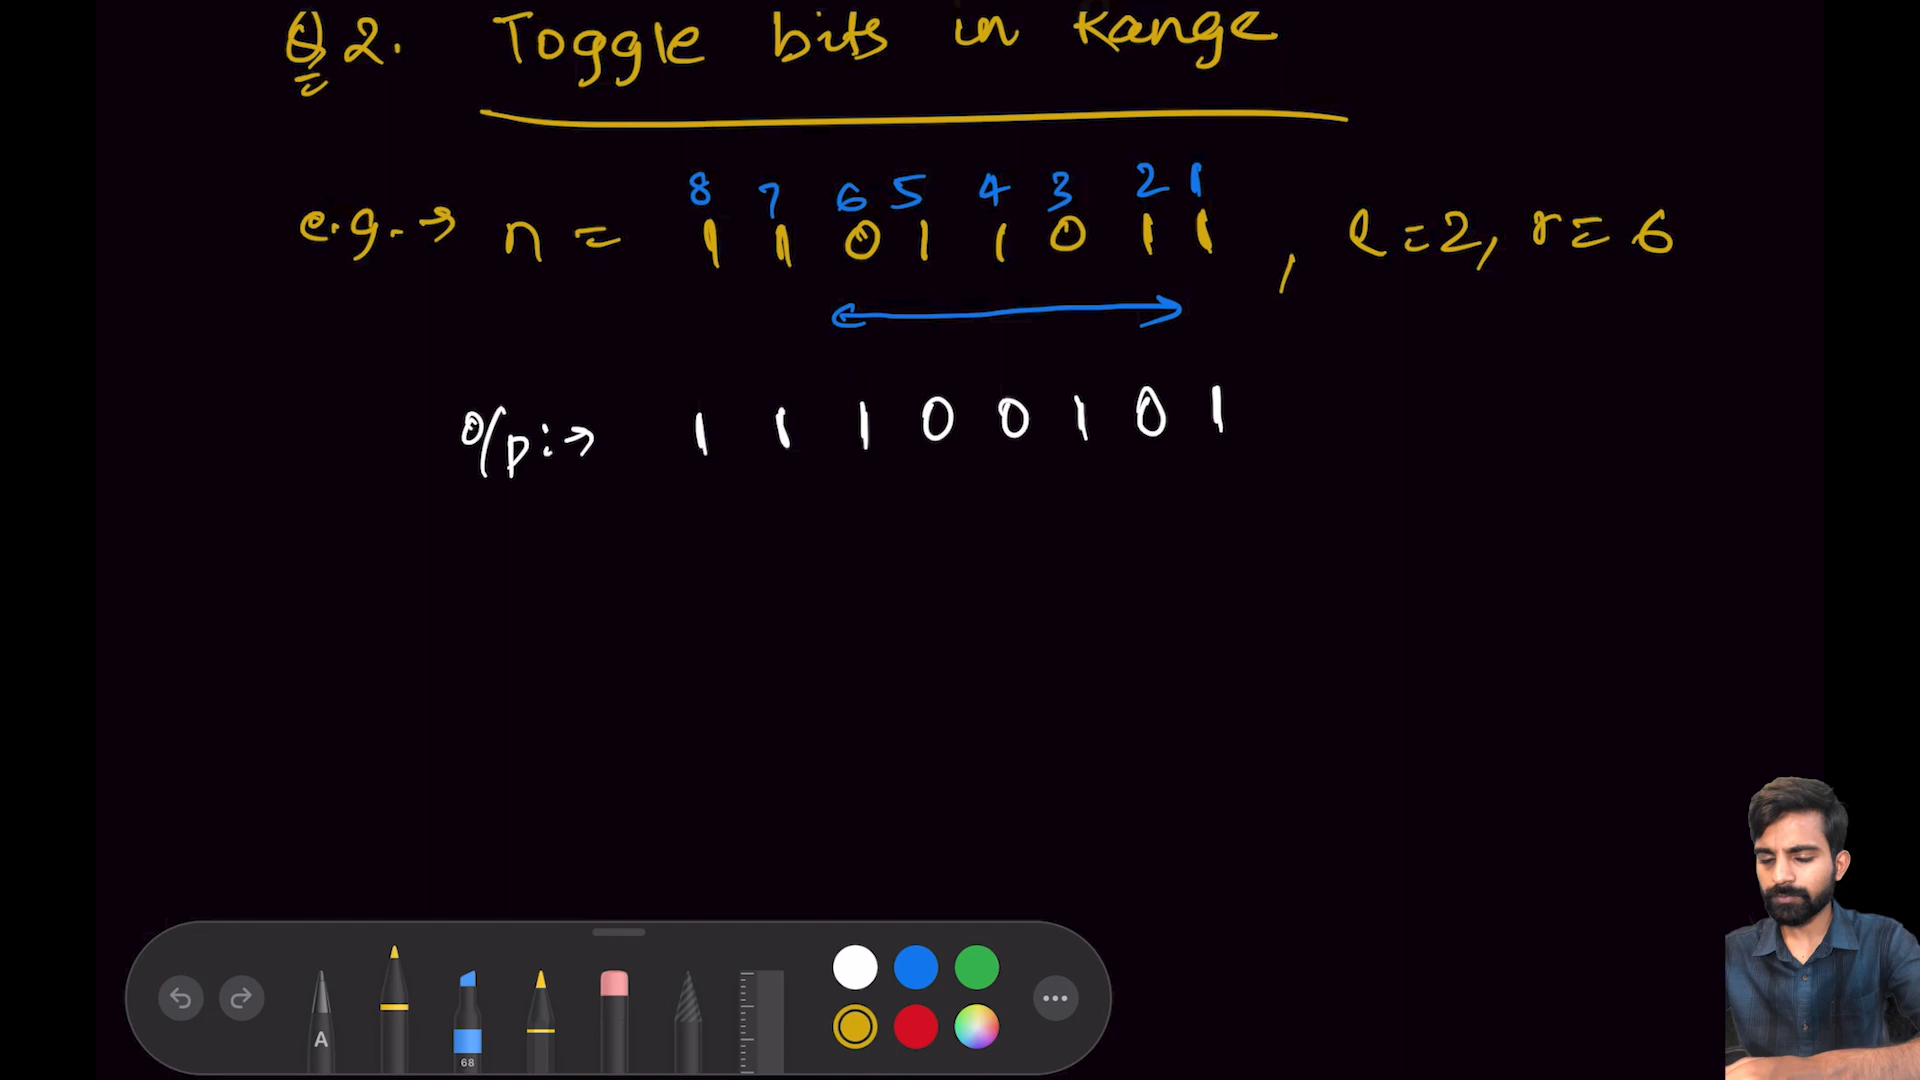 Q2. Toggle bits in Range
8 7 6 5 4 3 2 1
e.g. → n = 1 1 0 1 1 0 1 1 , l=2, r=6
O/p :→ 1 1 1 0 0 1 0 1
A
68